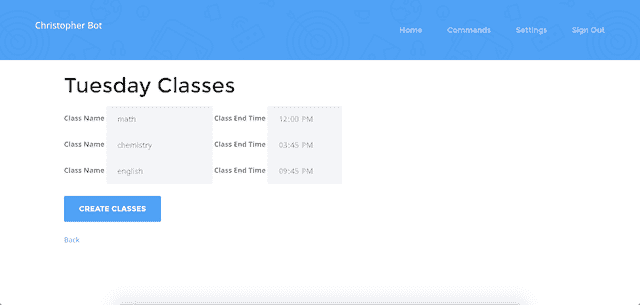 Christopher Bot
Home Commands Settings Sign Out
Tuesday Classes
Class Name math Class End Time 12:00 PM
Class Name chemistry Class End Time 03:45 PM
Class Name english Class End Time 09:45 PM
CREATE CLASSES
Back